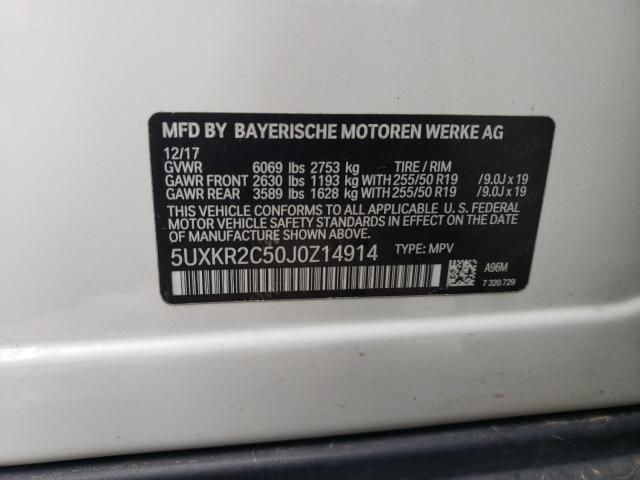 MFD BY BAYERISCHE MOTOREN WERKE AG
12/17
GVWR 6069 lbs 2753 kg TIRE / RIM
GAWR FRONT 2630 lbs 1193 kg WITH 255/50 R19 /9.0J x 19
GAWR REAR 3589 lbs 1628 kg WITH 255/50 R19 /9.0J x 19
THIS VEHICLE CONFORMS TO ALL APPLICABLE U. S. FEDERAL
MOTOR VEHICLE SAFETY STANDARDS IN EFFECT ON THE DATE
OF MANUFACTURE SHOWN ABOVE.
5UXKR2C50J0Z14914 TYPE: MPV
A96M
7 320 729